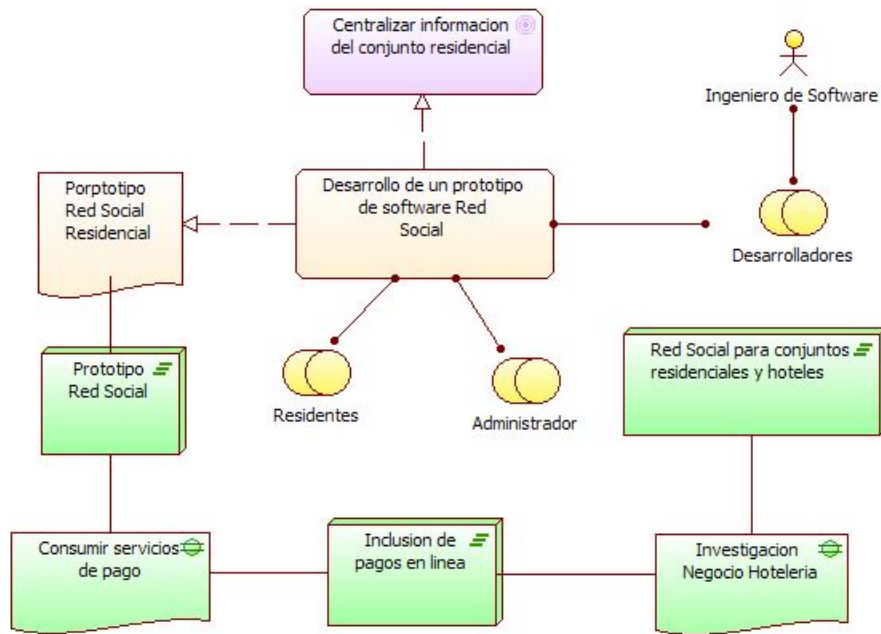 Centralizar informacion
del conjunto residencial
Ingeniero de Software
Porptotipo
Red Social
Residencial
Desarrollo de un prototipo
de software Red
Social
Desarrolladores
Prototipo
Red Social
Residentes
Administrador
Red Social para conjuntos
residenciales y hoteles
Consumir servicios
de pago
Inclusion de
pagos en linea
Investigacion
Negocio Hoteleria